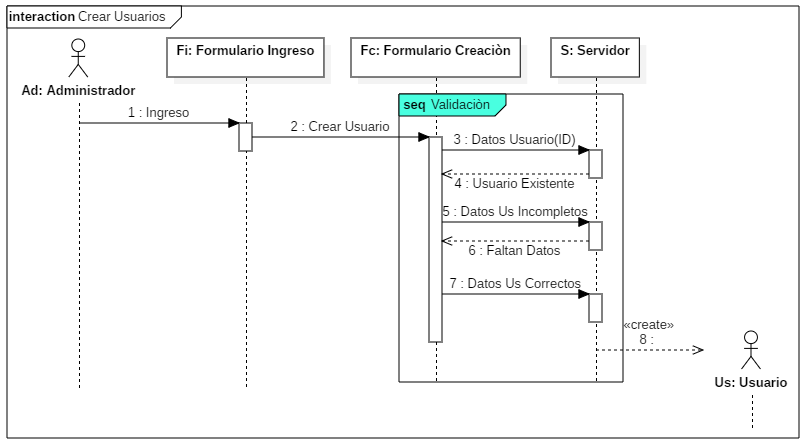 interaction Crear Usuarios
Ad: Administrador
Fi: Formulario Ingreso
Fc: Formulario Creaciòn
S: Servidor
seq Validaciòn
1 : Ingreso
2 : Crear Usuario
3 : Datos Usuario(ID)
4 : Usuario Existente
5 : Datos Us Incompletos
6 : Faltan Datos
7 : Datos Us Correctos
«create»
8 :
Us: Usuario